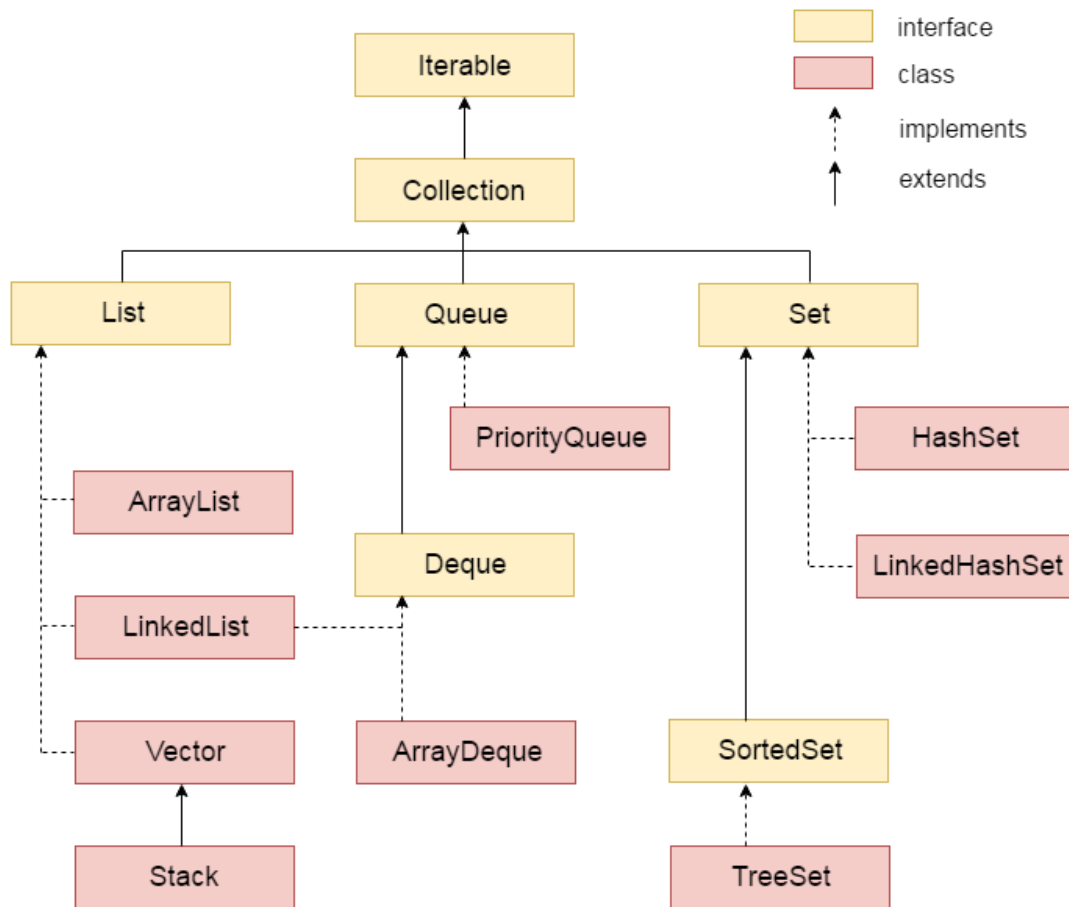 interface
Iterable
class
implements
Collection
extends
List
Queue
Set
PriorityQueue
HashSet
ArrayList
Deque
LinkedHashSet
LinkedList
Vector
ArrayDeque
SortedSet
Stack
TreeSet